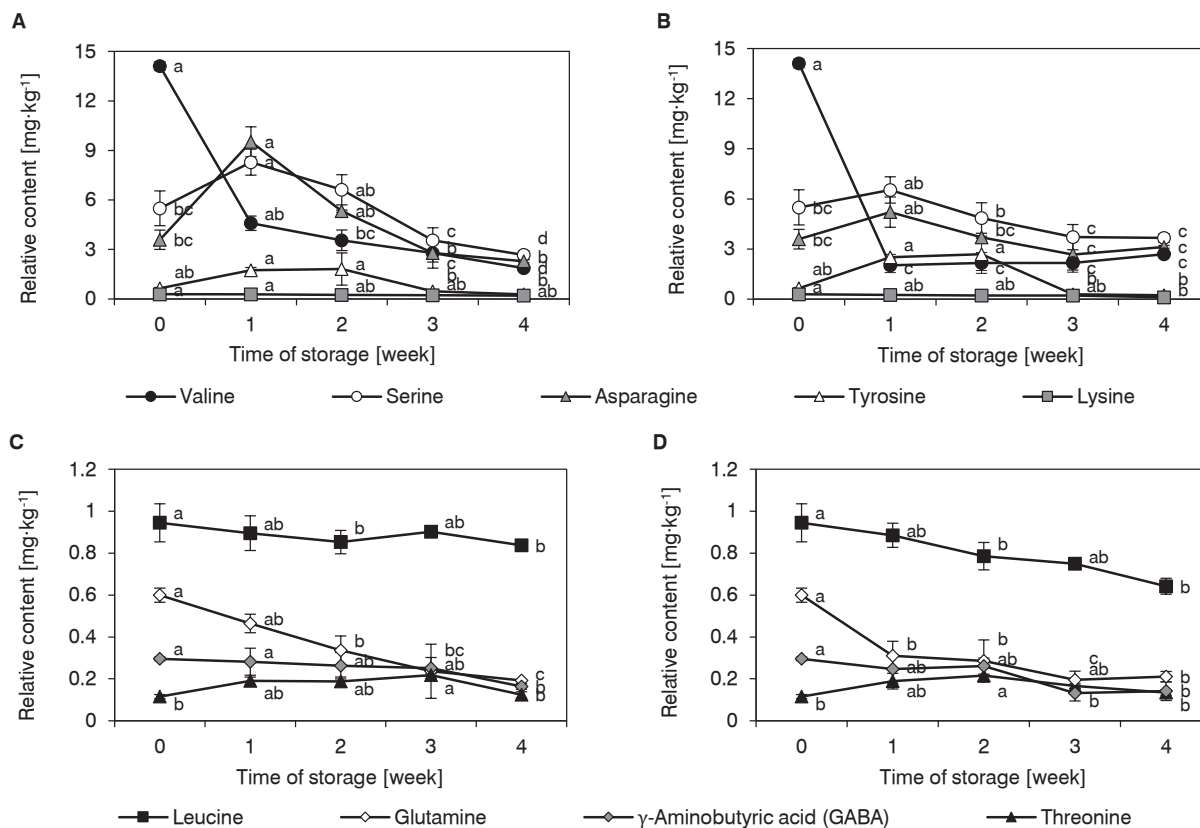 A
B
Relative content [mg·kg⁻¹]
15
12
9
6
3
0
a
bc
bc
ab
a
a
a
ab
a
a
ab
ab
bc
a
ab
c
b
c
b
ab
d
b
d
b
ab
0 1 2 3 4
Time of storage [week]
Relative content [mg·kg⁻¹]
15
12
9
6
3
0
a
bc
bc
ab
a
ab
bc
a
c
ab
b
bc
a
c
ab
c
c
c
b
ab
c
c
c
b
b
0 1 2 3 4
Time of storage [week]
Valine Serine Asparagine Tyrosine Lysine
C
D
Relative content [mg·kg⁻¹]
1.2
1
0.8
0.6
0.4
0.2
0
a
a
a
b
ab
ab
a
ab
b
b
ab
ab
ab
bc
ab
a
b
c
b
b
0 1 2 3 4
Time of storage [week]
Relative content [mg·kg⁻¹]
1.2
1
0.8
0.6
0.4
0.2
0
a
a
a
b
ab
b
ab
ab
b
b
ab
a
ab
c
ab
b
b
b
b
b
0 1 2 3 4
Time of storage [week]
Leucine Glutamine γ-Aminobutyric acid (GABA) Threonine